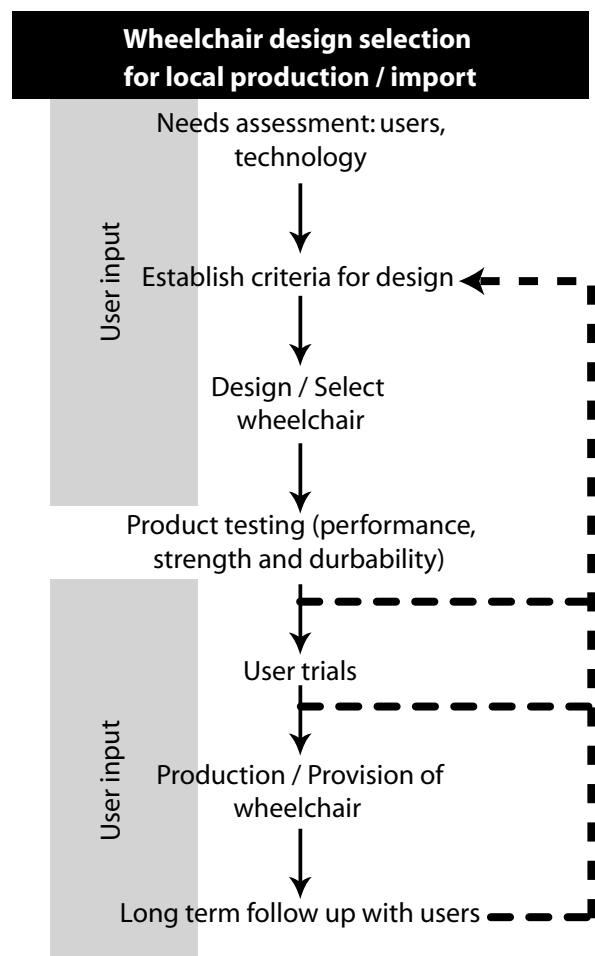 Wheelchair design selection
for local production / import
Needs assessment: users,
technology
User input
Establish criteria for design
Design / Select
wheelchair
Product testing (performance,
strength and durbability)
User trials
User input
Production / Provision of
wheelchair
Long term follow up with users